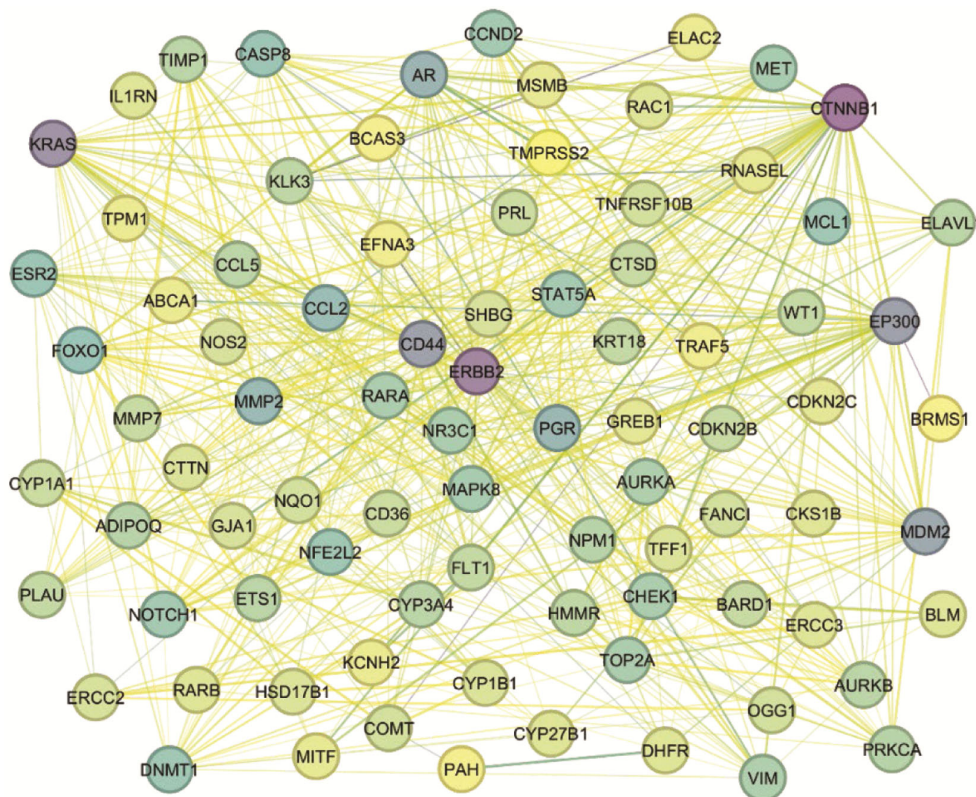 ELAC2
CCND2
CASP8
TIMP1
MET
AR
MSMB
IL1RN
RAC1
CTNNB1
BCAS3
KRAS
TMPRSS2
RNASEL
KLK3
TNFRSF10B
PRL
TPM1
MCL1
ELAVL
EFNA3
CCL5
CTSD
ESR2
STAT5A
ABCA1
CCL2
SHBG
WT1
EP300
NOS2
KRT18
FOXO1
CD44
TRAF5
ERBB2
MMP2
RARA
CDKN2C
MMP7
GREB1
BRMS1
CDKN2B
PGR
NR3C1
CTTN
CYP1A1
AURKA
MAPK8
NQO1
CKS1B
FANCI
CD36
GJA1
ADIPOQ
MDM2
NPM1
TFF1
NFE2L2
FLT1
PLAU
ETS1
CHEK1
BARD1
CYP3A4
HMMR
NOTCH1
BLM
ERCC3
TOP2A
KCNH2
CYP1B1
AURKB
ERCC2
RARB
HSD17B1
OGG1
COMT
CYP27B1
PRKCA
DHFR
MITF
DNMT1
PAH
VIM